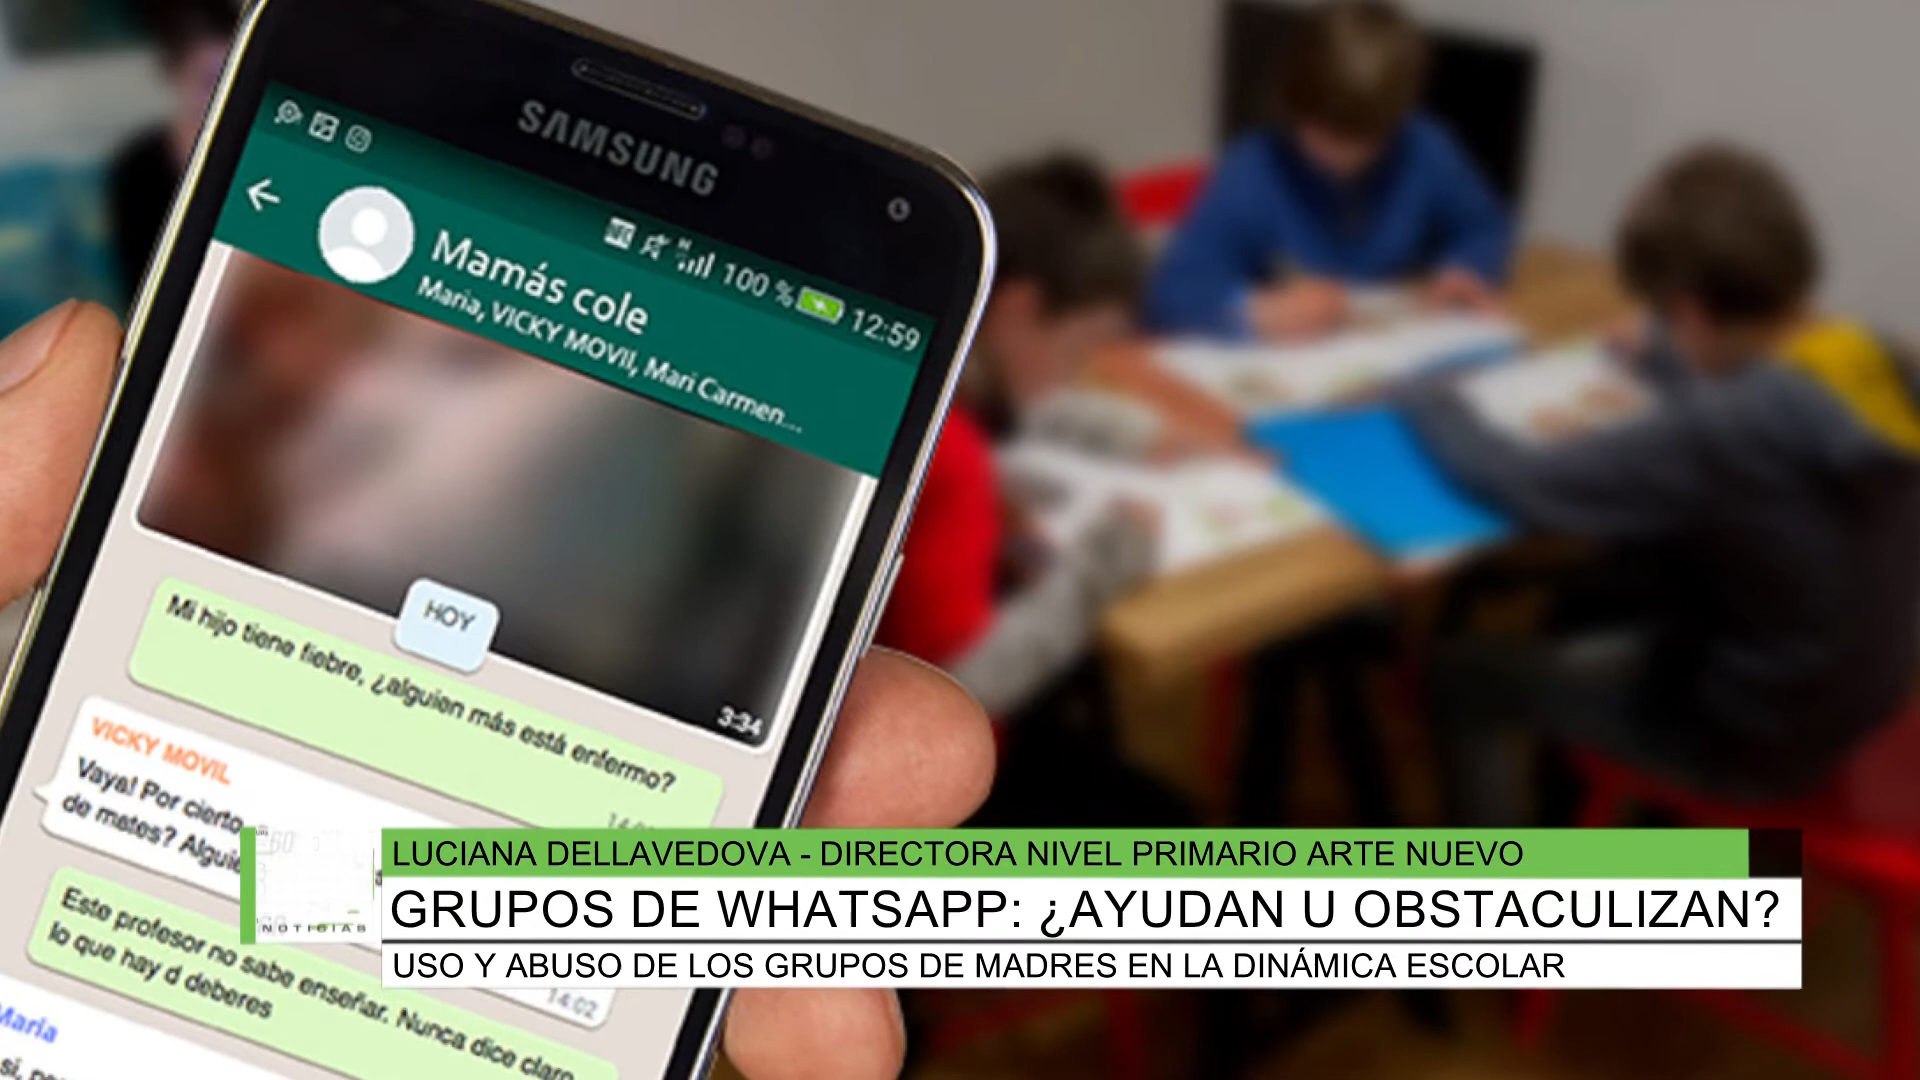 SAMSUNG
100 % 12:59
Mamás cole
Maria, VICKY MOVIL, Mari Carmen...
HOY
3:34
Mi hijo tiene fiebre, ¿alguien más está enfermo?
VICKY MOVIL
Vaya! Por cierto
de mates?
Este profesor no sabe enseñar. Nunca dice claro
lo que hay d deberes
14:02
Maria
si,
NOTICIAS
LUCIANA DELLAVEDOVA - DIRECTORA NIVEL PRIMARIO ARTE NUEVO
GRUPOS DE WHATSAPP: ¿AYUDAN U OBSTACULIZAN?
USO Y ABUSO DE LOS GRUPOS DE MADRES EN LA DINÁMICA ESCOLAR